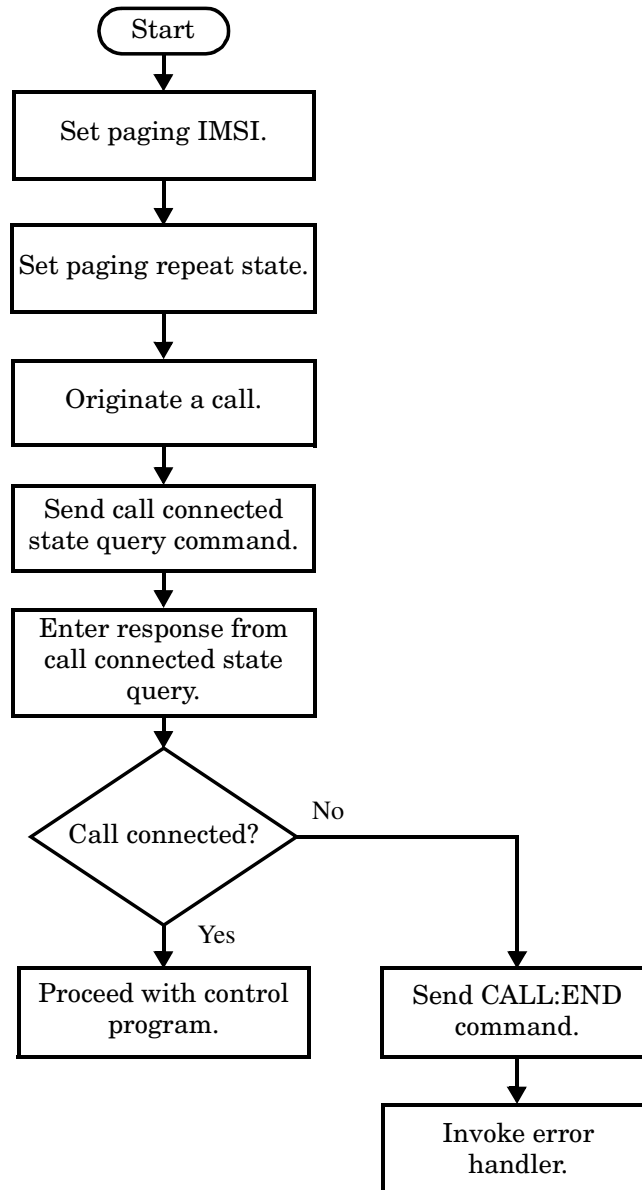 Start
Set paging IMSI.
Set paging repeat state.
Originate a call.
Send call connected
state query command.
Enter response from
call connected state
query.
Call connected?
No
Yes
Proceed with control
program.
Send CALL:END
command.
Invoke error
handler.